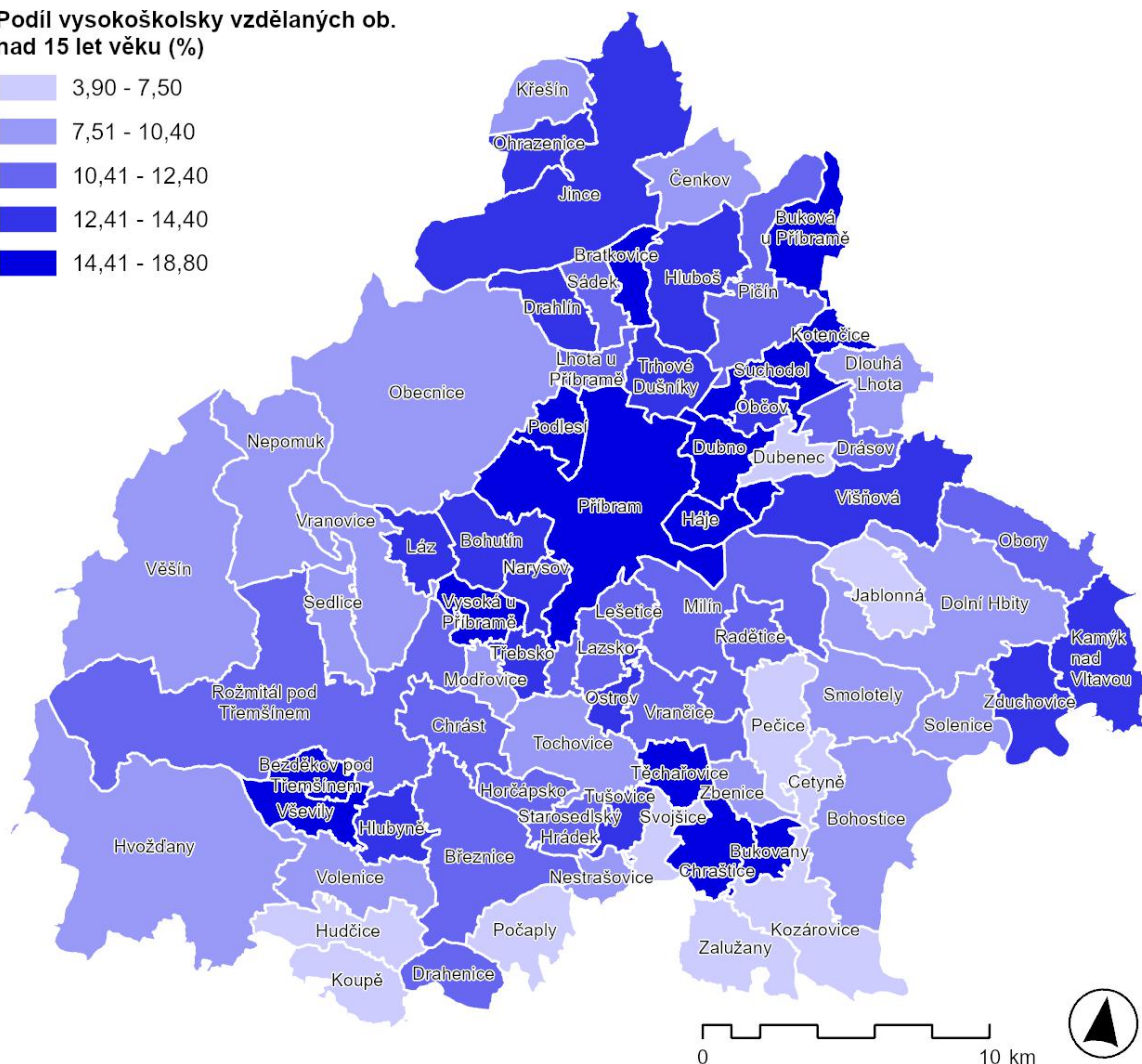 Podíl vysokoškolsky vzdělaných ob.
nad 15 let věku (%)
3,90 - 7,50
7,51 - 10,40
10,41 - 12,40
12,41 - 14,40
14,41 - 18,80
Křešín
Ohrazenice
Jince
Čenkov
Buková
u Příbramě
Bratkovice
Sádek
Hluboš
Pičín
Drahlín
Kotenčice
Lhota u
Příbramě
Trhové
Dušníky
Suchodol
Dlouhá
Lhota
Obecnice
Občov
Podlesí
Nepomuk
Dubno
Dubenec
Drásov
Višňová
Příbram
Háje
Vranovice
Láz
Bohutín
Obory
Věšín
Narysov
Sedlice
Vysoká u
Příbramě
Lešetice
Milín
Jablonná
Dolní Hbity
Radětice
Kamýk
nad
Vltavou
Třebsko
Lazsko
Modřovice
Rožmitál pod
Třemšínem
Ostrov
Vrančice
Smolotely
Zduchovice
Chrást
Pečice
Solenice
Tochovice
Bezděkov pod
Třemšínem
Těchařovice
Cetyně
Horčápsko
Tušovice
Zbenice
Vševily
Hlubyně
Starosedlský
Hrádek
Svojšice
Bohostice
Hvožďany
Březnice
Bukovany
Chraštice
Volenice
Nestrašovice
Hudčice
Počaply
Kozárovice
Zalužany
Koupě
Drahenice
0
10 km